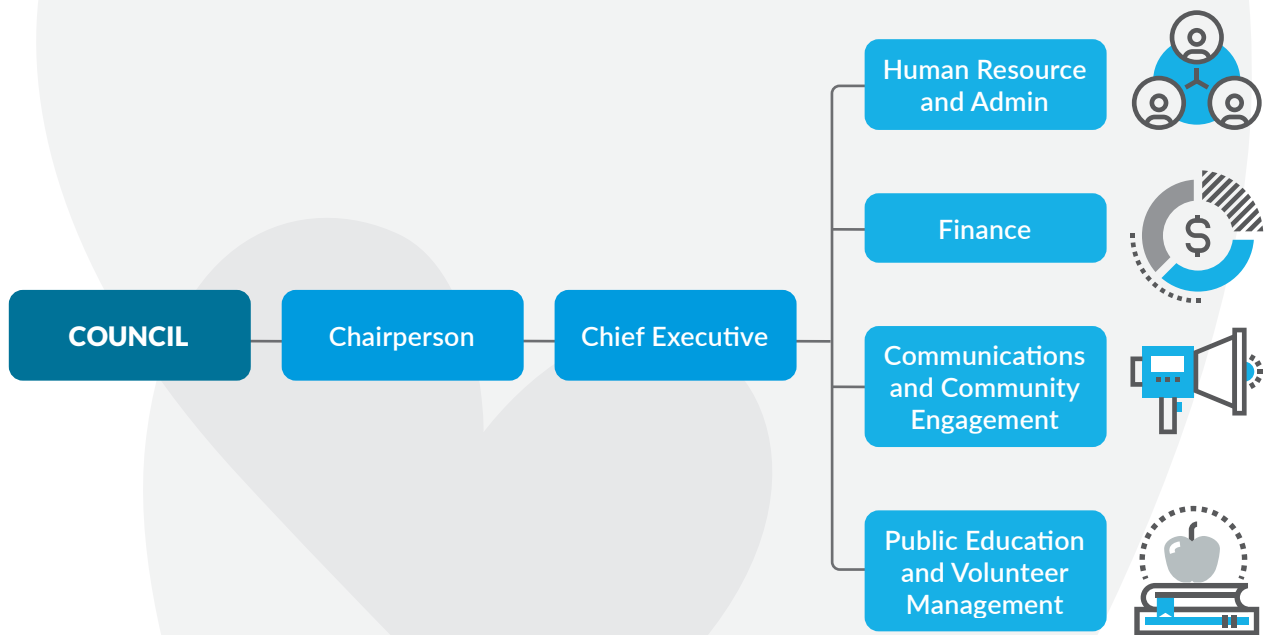 COUNCIL
Chairperson
Chief Executive
Human Resource
and Admin
Finance
$
Communications
and Community
Engagement
Public Education
and Volunteer
Management